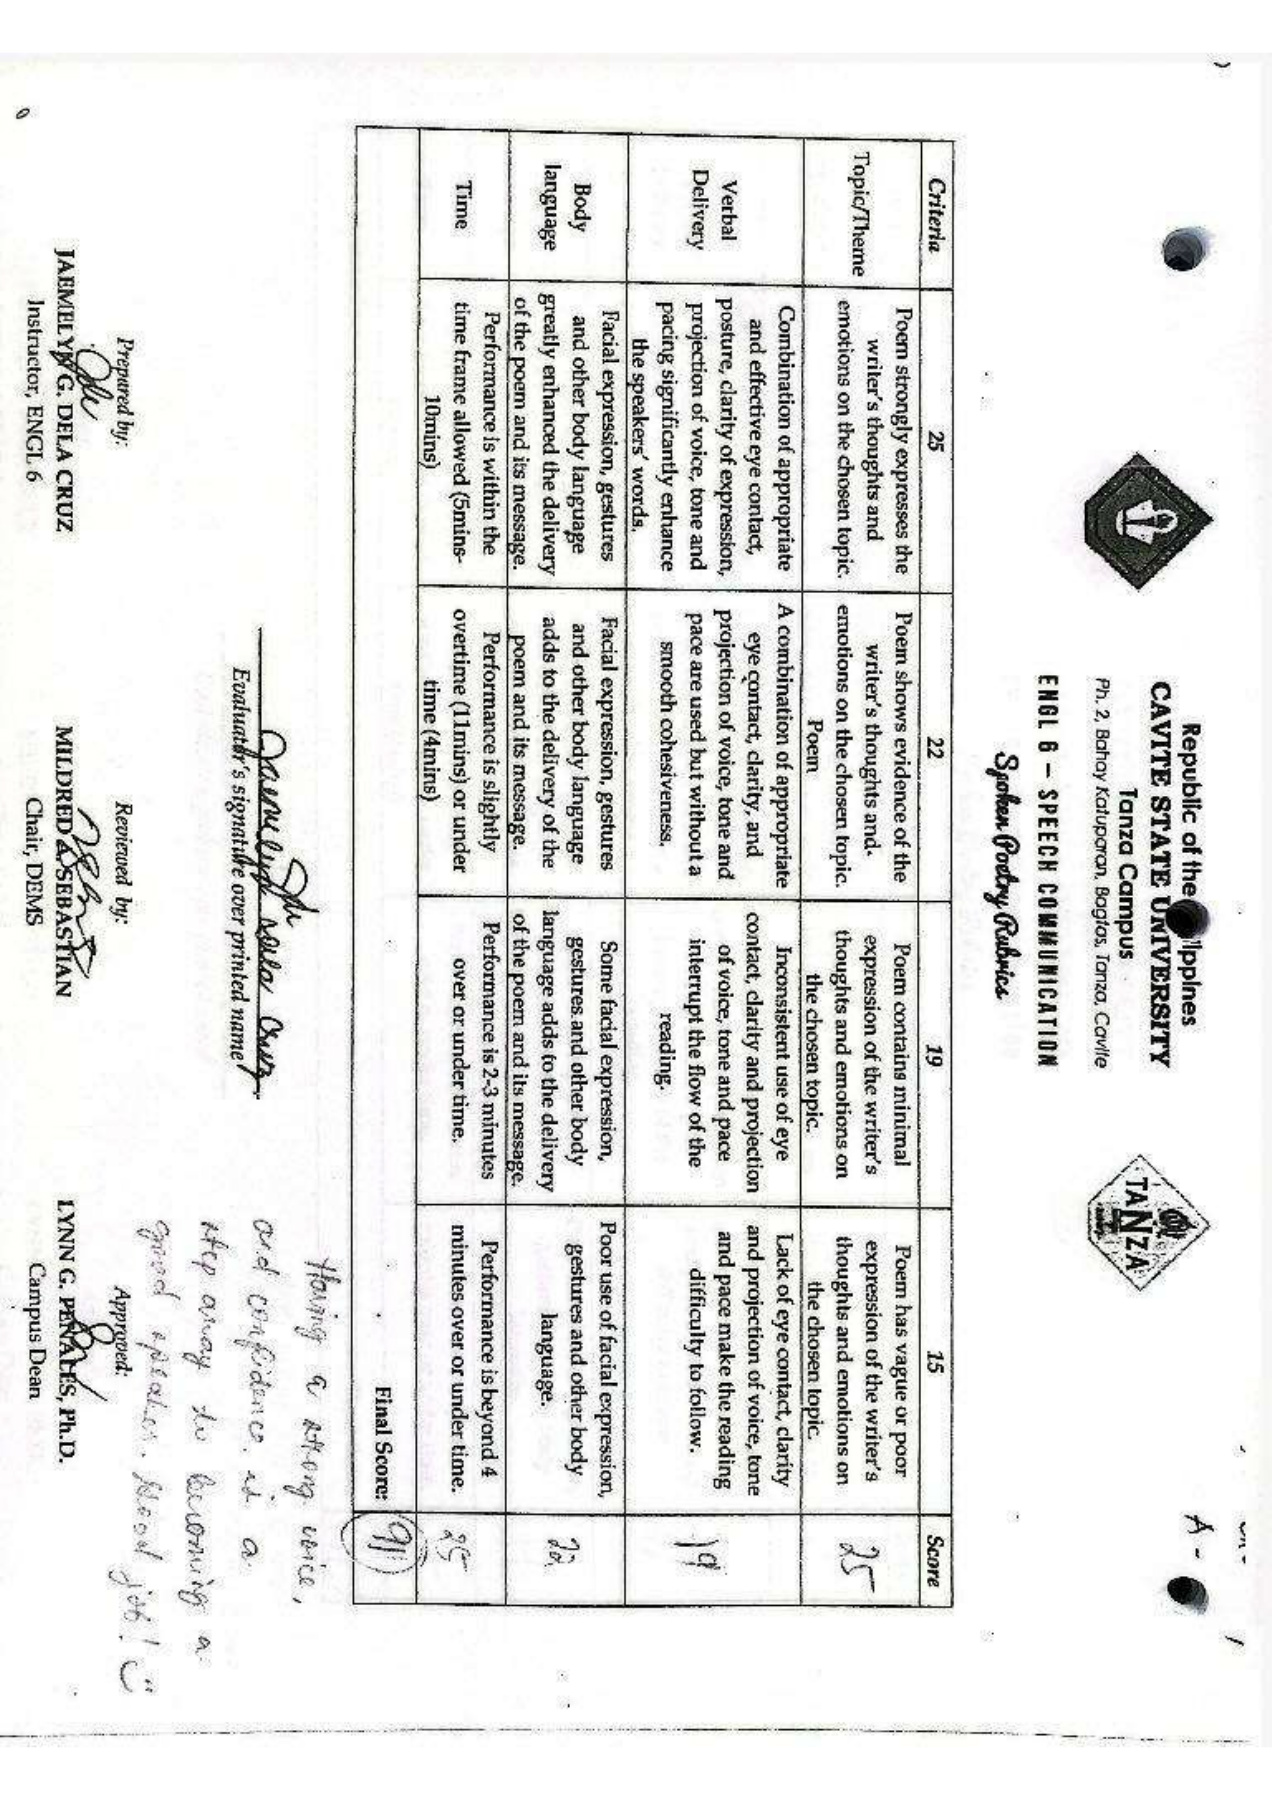 A -
Republic of the ilippines
CAVITE STATE UNIVERSITY
Tanza Campus
Ph. 2, Bahay Katuparan, Bagtas, Tanza, Cavite
TANZA
ENGL 6 – SPEECH COMMUNICATION
Spoken Poetry Rubrics
Criteria 25 22 19 15 Score
Topic/Theme
Poem strongly expresses the
writer's thoughts and
emotions on the chosen topic.
Poem shows evidence of the
writer's thoughts and
emotions on the chosen topic.
Poem
Poem contains minimal
expression of the writer's
thoughts and emotions on
the chosen topic.
Poem has vague or poor
expression of the writer's
thoughts and emotions on
the chosen topic.
25
Verbal
Delivery
Combination of appropriate
and effective eye contact,
posture, clarity of expression,
projection of voice, tone and
pacing significantly enhance
the speakers' words.
A combination of appropriate
eye contact, clarity, and
projection of voice, tone and
pace are used but without a
smooth cohesiveness.
Inconsistent use of eye
contact, clarity and projection
of voice, tone and pace
interrupt the flow of the
reading.
Lack of eye contact, clarity
and projection of voice, tone
and pace make the reading
difficulty to follow.
19
Body
language
Facial expression, gestures
and other body language
greatly enhanced the delivery
of the poem and its message.
Facial expression, gestures
and other body language
adds to the delivery of the
poem and its message.
Some facial expression,
gestures and other body
language adds to the delivery
of the poem and its message.
Poor use of facial expression,
gestures and other body
language.
22
Time
Performance is within the
time frame allowed (5mins-
10mins)
Performance is slightly
overtime (11mins) or under
time (4mins)
Performance is 2-3 minutes
over or under time.
Performance is beyond 4
minutes over or under time.
25
Final Score: 91
Having a strong voice,
and confidence is a
step away to becoming a
good speaker. Good job!
Jaemelyn dela Cruz
Evaluator's signature over printed name
Prepared by:
JAEMELYN G. DELA CRUZ
Instructor, ENGL 6
Reviewed by:
MILDRED A. SEBASTIAN
Chair, DEMS
Approved:
LYNN G. PENALES, Ph.D.
Campus Dean